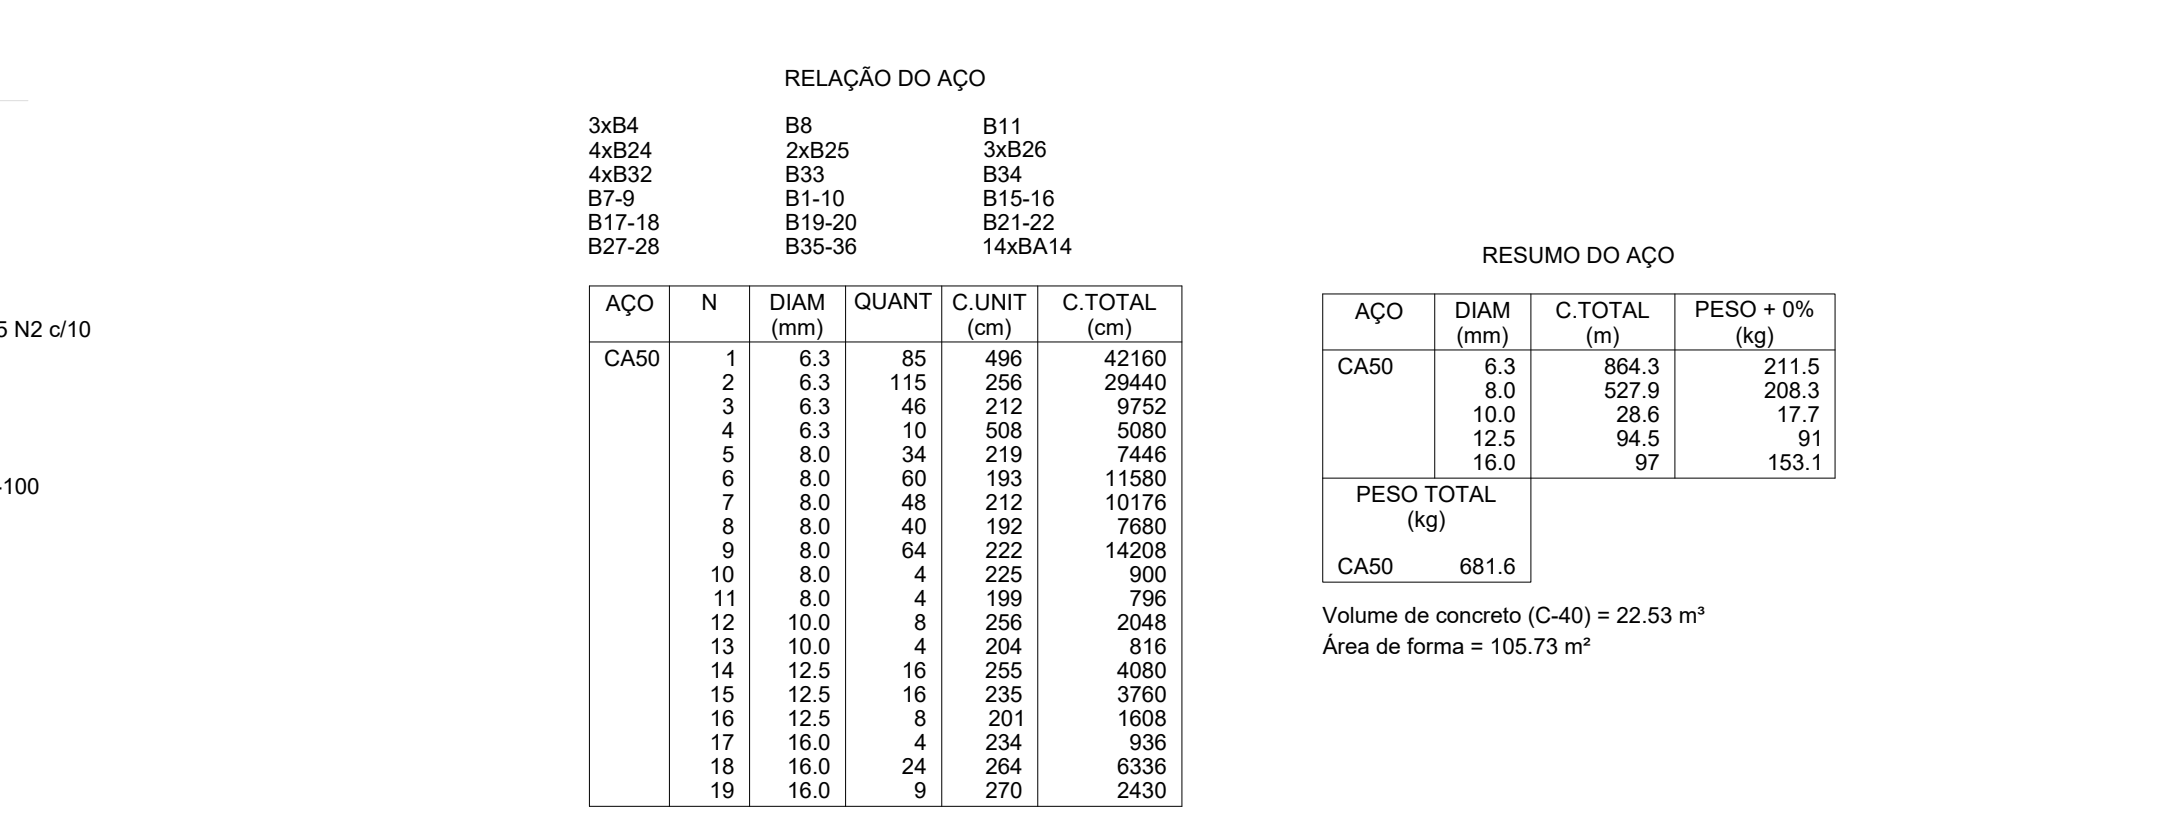 RELAÇÃO DO AÇO
3xB4 B8 B11
4xB24 2xB25 3xB26
4xB32 B33 B34
B7-9 B1-10 B15-16
B17-18 B19-20 B21-22
B27-28 B35-36 14xBA14
AÇO N DIAM QUANT C.UNIT C.TOTAL
(mm) (cm) (cm)
CA50 1 6.3 85 496 42160
2 6.3 115 256 29440
3 6.3 46 212 9752
4 6.3 10 508 5080
5 8.0 34 219 7446
6 8.0 60 193 11580
7 8.0 48 212 10176
8 8.0 40 192 7680
9 8.0 64 222 14208
10 8.0 4 225 900
11 8.0 4 199 796
12 10.0 8 256 2048
13 10.0 4 204 816
14 12.5 16 255 4080
15 12.5 16 235 3760
16 12.5 8 201 1608
17 16.0 4 234 936
18 16.0 24 264 6336
19 16.0 9 270 2430
RESUMO DO AÇO
AÇO DIAM C.TOTAL PESO + 0%
(mm) (m) (kg)
CA50 6.3 864.3 211.5
8.0 527.9 208.3
10.0 28.6 17.7
12.5 94.5 91
16.0 97 153.1
PESO TOTAL
(kg)
CA50 681.6
Volume de concreto (C-40) = 22.53 m³
Área de forma = 105.73 m²
5 N2 c/10
-100